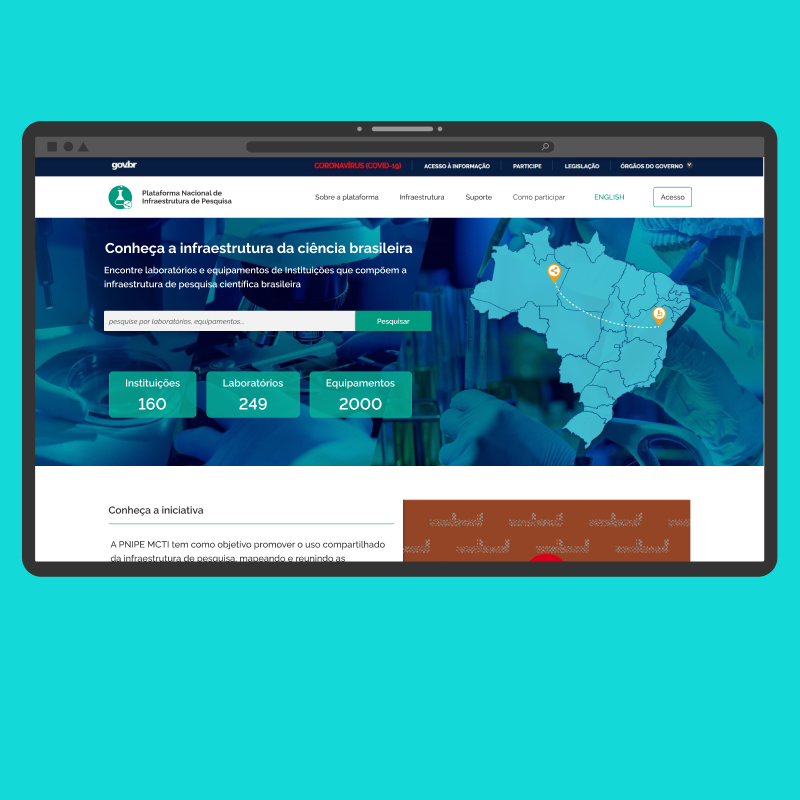 gov.br
CORONAVÍRUS (COVID-19)
ACESSO À INFORMAÇÃO
PARTICIPE
LEGISLAÇÃO
ÓRGÃOS DO GOVERNO
Plataforma Nacional de
Infraestrutura de Pesquisa
Sobre a plataforma
Infraestrutura
Suporte
Como participar
ENGLISH
Acesso
Conheça a infraestrutura da ciência brasileira
Encontre laboratórios e equipamentos de Instituições que compõem a
infraestrutura de pesquisa científica brasileira
pesquise por laboratórios, equipamentos...
Pesquisar
Instituições
160
Laboratórios
249
Equipamentos
2000
Conheça a iniciativa
A PNIPE MCTI tem como objetivo promover o uso compartilhado
da infraestrutura de pesquisa, mapeando e reunindo as